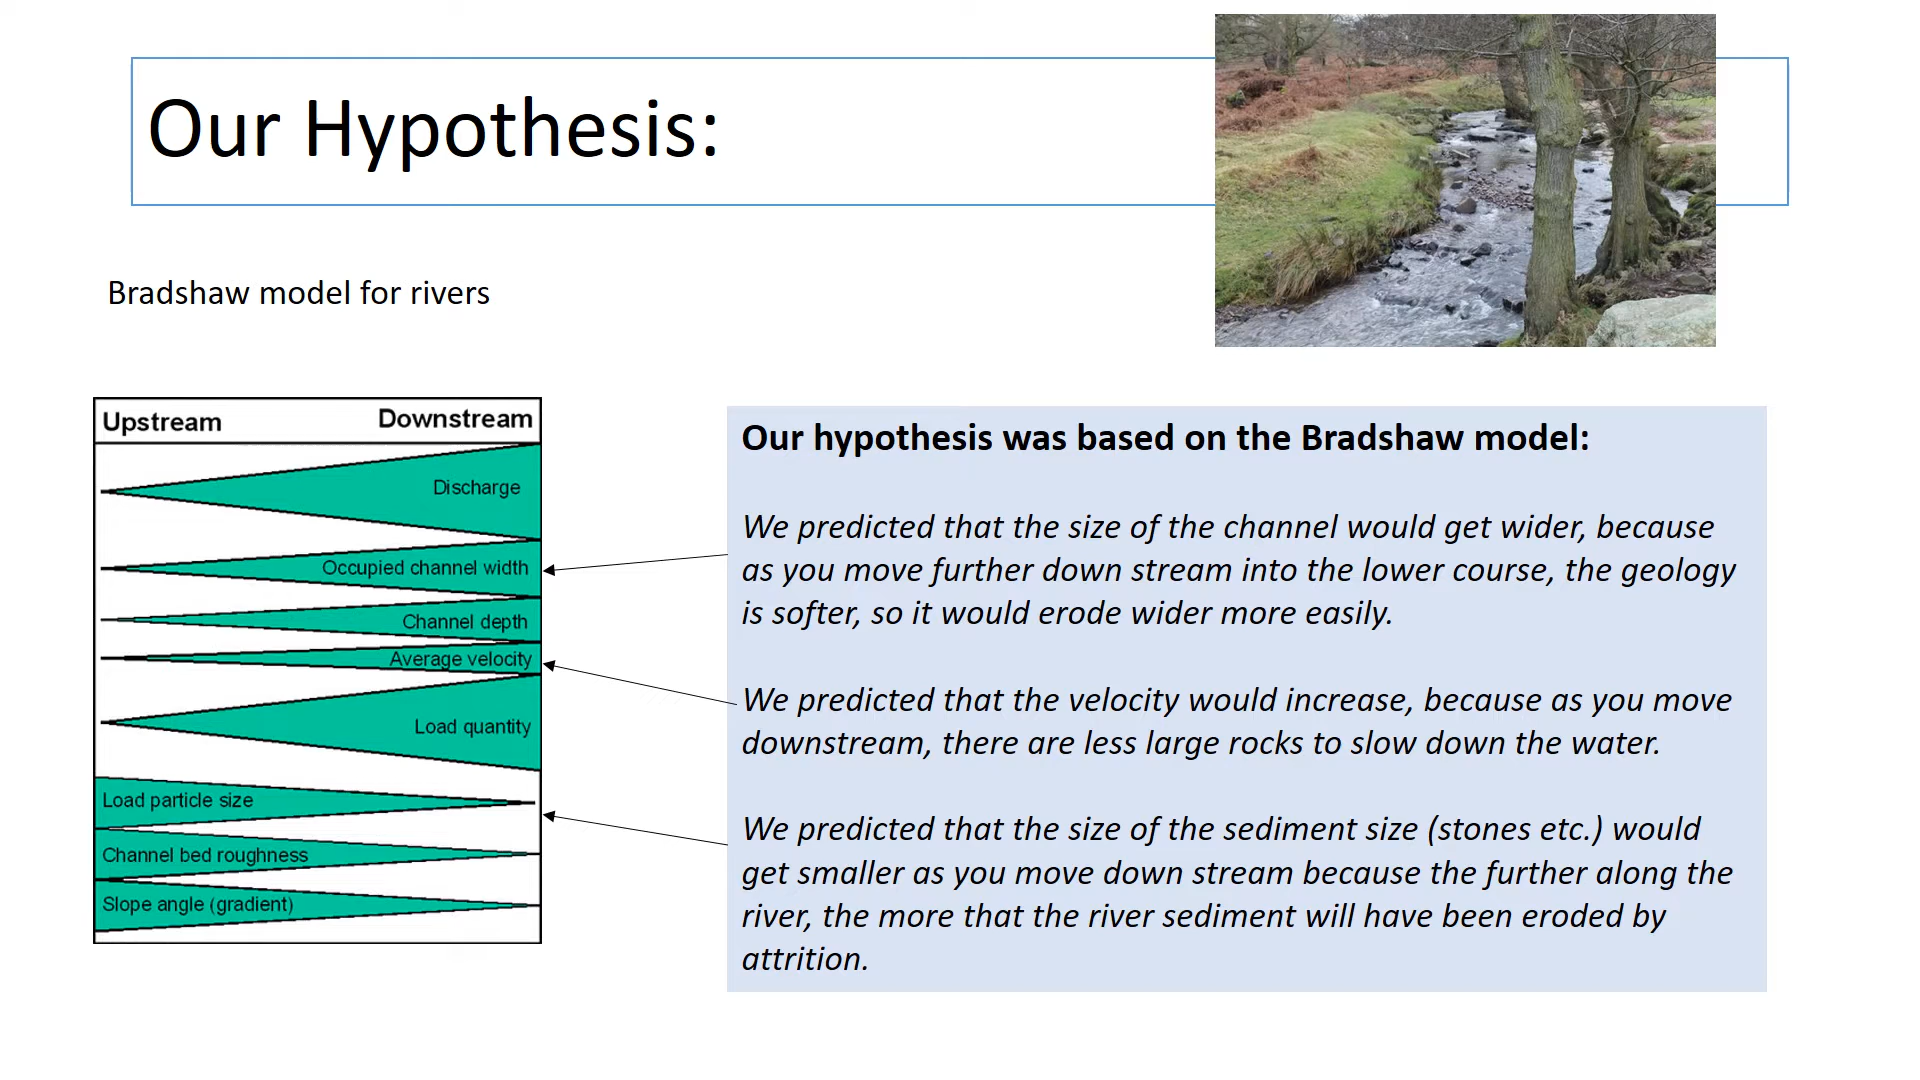 Our Hypothesis:
Bradshaw model for rivers
Upstream Downstream
Discharge
Occupied channel width
Channel depth
Average velocity
Load quantity
Load particle size
Channel bed roughness
Slope angle (gradient)
Our hypothesis was based on the Bradshaw model:
We predicted that the size of the channel would get wider, because
as you move further down stream into the lower course, the geology
is softer, so it would erode wider more easily.
We predicted that the velocity would increase, because as you move
downstream, there are less large rocks to slow down the water.
We predicted that the size of the sediment size (stones etc.) would
get smaller as you move down stream because the further along the
river, the more that the river sediment will have been eroded by
attrition.